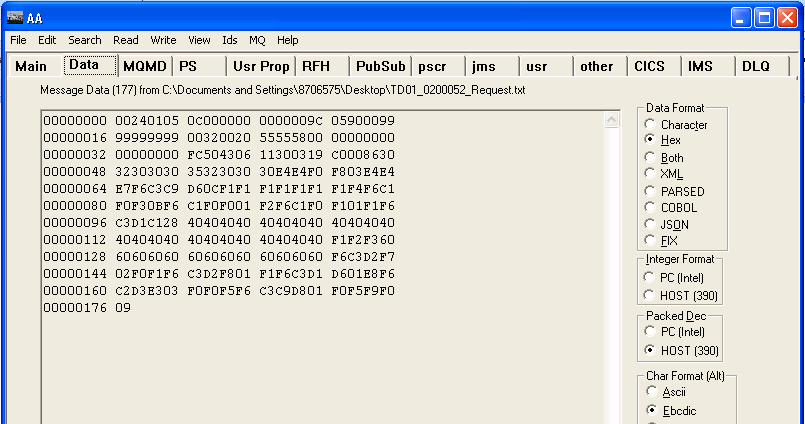 AA
File Edit Search Read Write View Ids MQ Help
Main Data MQMD PS Usr Prop RFH PubSub pscr jms usr other CICS IMS DLQ
Message Data (177) from C:\Documents and Settings\8706575\Desktop\TD01_0200052_Request.txt
00000000 00240105 0C000000 0000009C 05900099
00000016 99999999 00320020 55555800 00000000
00000032 00000000 FC504306 11300319 C0008630
00000048 32303030 35323030 30E4E4F0 F803E4E4
00000064 E7F6C3C9 D60CF1F1 F1F1F1F1 F1F4F6C1
00000080 F0F30BF6 C1F0F001 F2F6C1F0 F101F1F6
00000096 C3D1C128 40404040 40404040 40404040
00000112 40404040 40404040 40404040 F1F2F360
00000128 60606060 60606060 60606060 F6C3D2F7
00000144 02F0F1F6 C3D2F801 F1F6C3D1 D601E8F6
00000160 C2D3E303 F0F0F5F6 C3C9D801 F0F5F9F0
00000176 09
Data Format
Character
Hex
Both
XML
PARSED
COBOL
JSON
FIX
Integer Format
PC (Intel)
HOST (390)
Packed Dec
PC (Intel)
HOST (390)
Char Format (Alt)
Ascii
Ebcdic